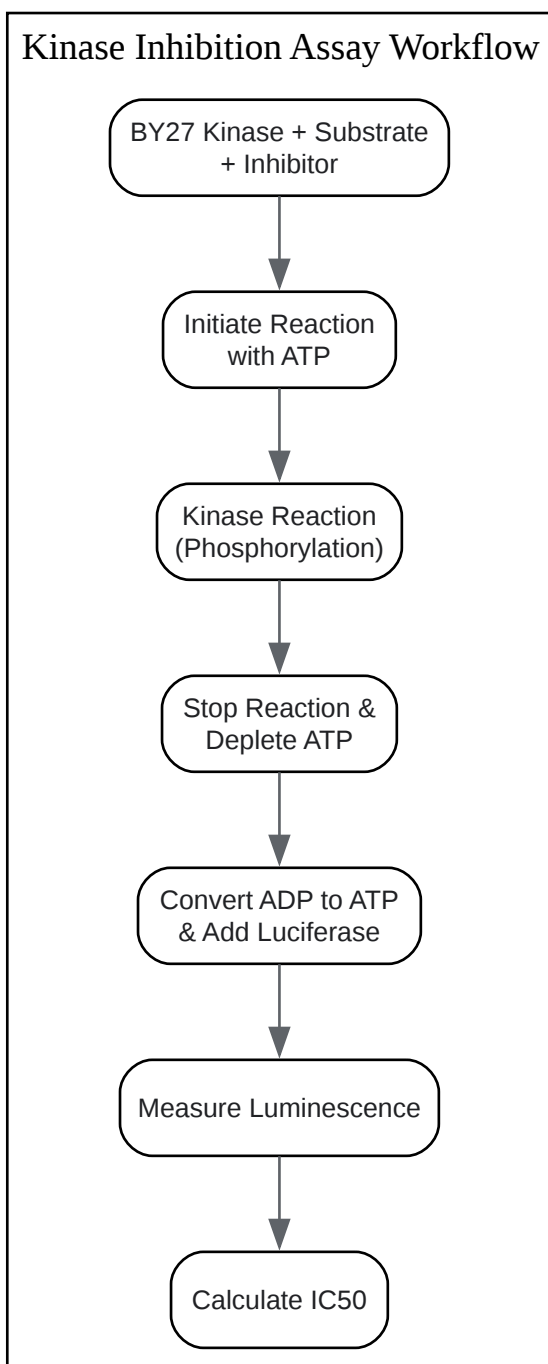 Kinase Inhibition Assay Workflow
BY27 Kinase + Substrate
+ Inhibitor
Initiate Reaction
with ATP
Kinase Reaction
(Phosphorylation)
Stop Reaction &
Deplete ATP
Convert ADP to ATP
& Add Luciferase
Measure Luminescence
Calculate IC50